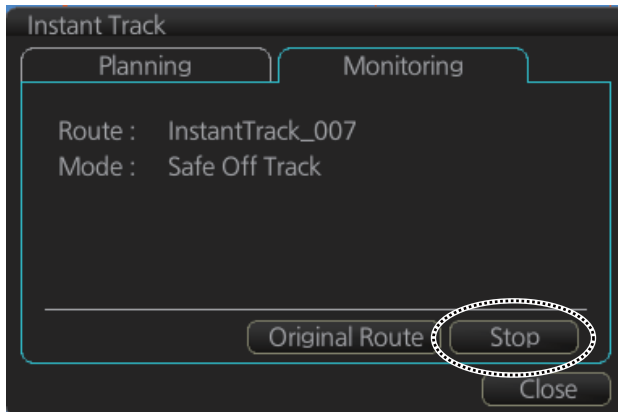 Instant Track
Planning Monitoring
Route : InstantTrack_007
Mode : Safe Off Track
Original Route Stop
Close